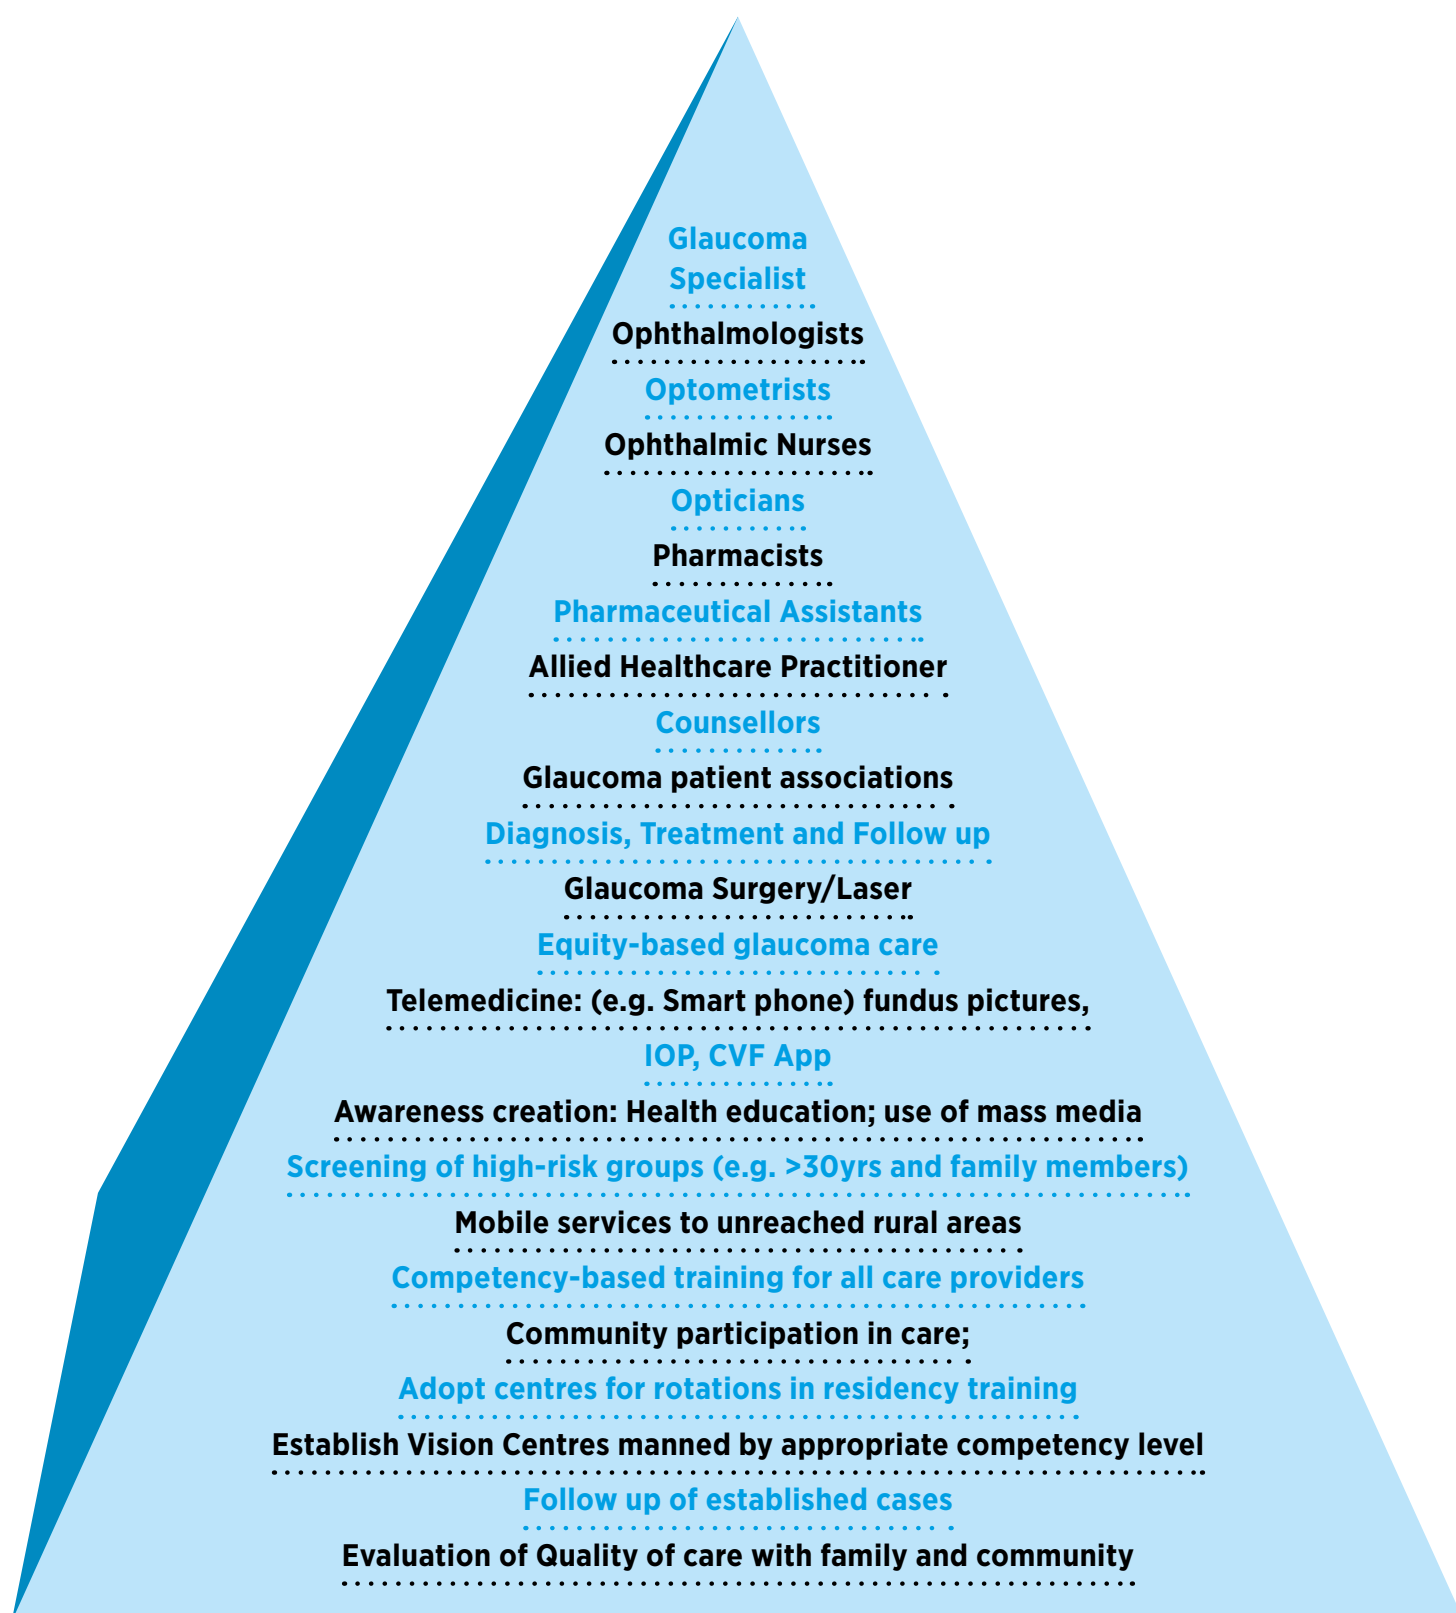 Glaucoma
Specialist
Ophthalmologists
Optometrists
Ophthalmic Nurses
Opticians
Pharmacists
Pharmaceutical Assistants
Allied Healthcare Practitioner
Counsellors
Glaucoma patient associations
Diagnosis, Treatment and Follow up
Glaucoma Surgery/Laser
Equity-based glaucoma care
Telemedicine: (e.g. Smart phone) fundus pictures,
IOP, CVF App
Awareness creation: Health education; use of mass media
Screening of high-risk groups (e.g. >30yrs and family members)
Mobile services to unreached rural areas
Competency-based training for all care providers
Community participation in care;
Adopt centres for rotations in residency training
Establish Vision Centres manned by appropriate competency level
Follow up of established cases
Evaluation of Quality of care with family and community